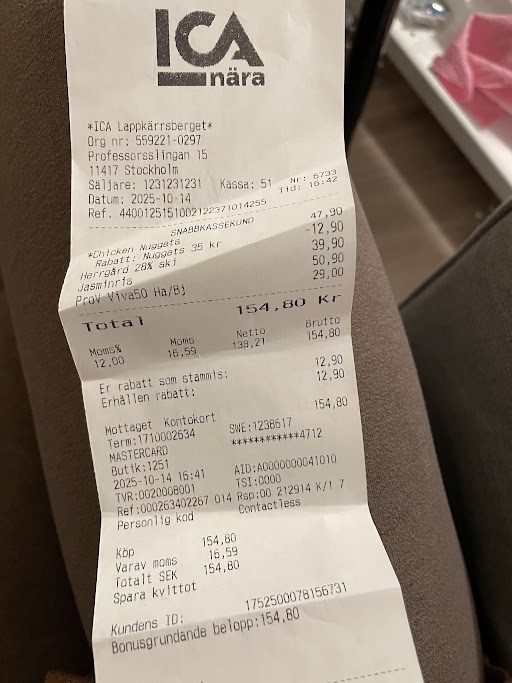 ICA
nära
*ICA Lappkärrsberget*
Org nr: 559221-0297
Professorsslingan 15
11417 Stockholm
Säljare: 1231231231 Kassa: 51 Nr: 6733
Datum: 2025-10-14 Tid: 16:42
Ref. 4400125151002122371014255
SNABBKASSEKUND
*Chicken Nuggets 47,90
Rabatt: Nuggets 35 kr -12,90
Herrgård 28% ski 39,90
Jasminris 50,90
ProV Viva50 Ha/Bj 29,00
Total 154,80 Kr
Moms% Moms Netto Brutto
12,00 16,59 138,21 154,80
Er rabatt som stammis: 12,90
Erhållen rabatt: 12,90
Mottaget Kontokort 154,80
Term:1710002634 SWE:1238617
MASTERCARD ************4712
Butik:1251
2025-10-14 16:41 AID:A0000000041010
TVR:0020008001 TSI:0000
Ref:000263402267 014 Rsp:00 212914 K/1 7
Personlig kod Contactless
Köp 154,80
Varav moms 16,59
Totalt SEK 154,80
Spara kvittot
Kundens ID: 1752500078156731
Bonusgrundande belopp:154,80